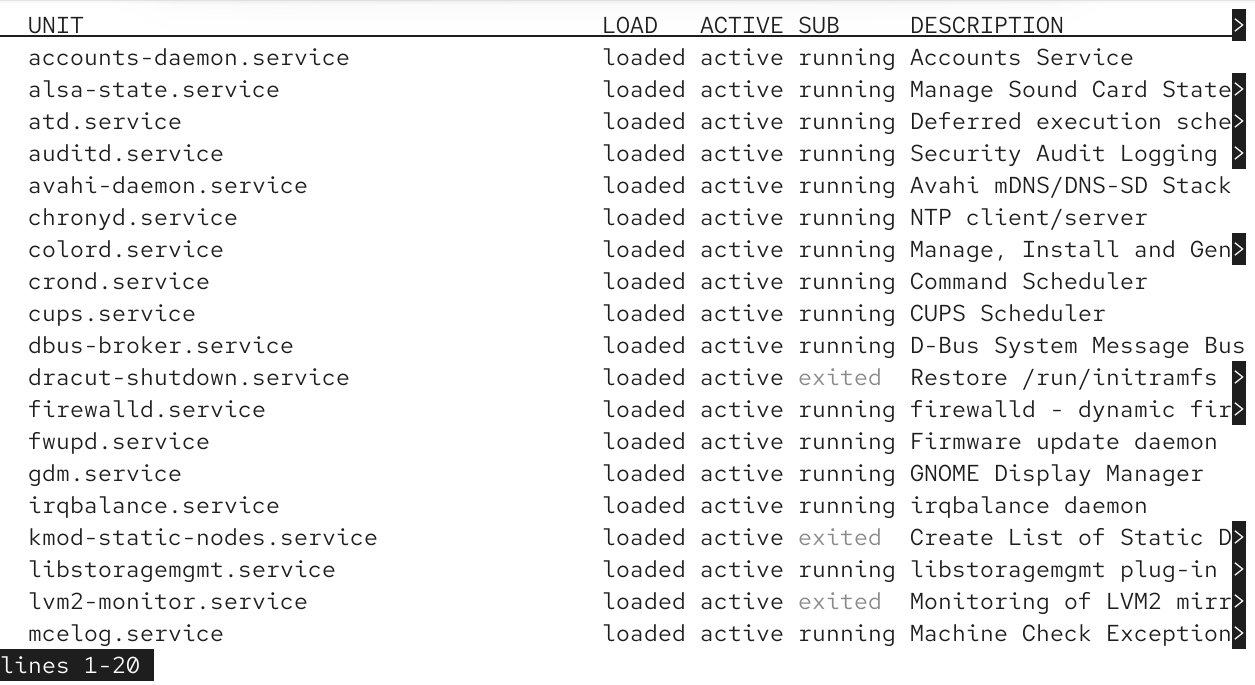 UNIT LOAD ACTIVE SUB DESCRIPTION >
accounts-daemon.service loaded active running Accounts Service
alsa-state.service loaded active running Manage Sound Card State>
atd.service loaded active running Deferred execution sche>
auditd.service loaded active running Security Audit Logging >
avahi-daemon.service loaded active running Avahi mDNS/DNS-SD Stack
chronyd.service loaded active running NTP client/server
colord.service loaded active running Manage, Install and Gen>
crond.service loaded active running Command Scheduler
cups.service loaded active running CUPS Scheduler
dbus-broker.service loaded active running D-Bus System Message Bus
dracut-shutdown.service loaded active exited Restore /run/initramfs >
firewalld.service loaded active running firewalld - dynamic fir>
fwupd.service loaded active running Firmware update daemon
gdm.service loaded active running GNOME Display Manager
irqbalance.service loaded active running irqbalance daemon
kmod-static-nodes.service loaded active exited Create List of Static D>
libstoragemgmt.service loaded active running libstoragemgmt plug-in >
lvm2-monitor.service loaded active exited Monitoring of LVM2 mirr>
mcelog.service loaded active running Machine Check Exception>
lines 1-20